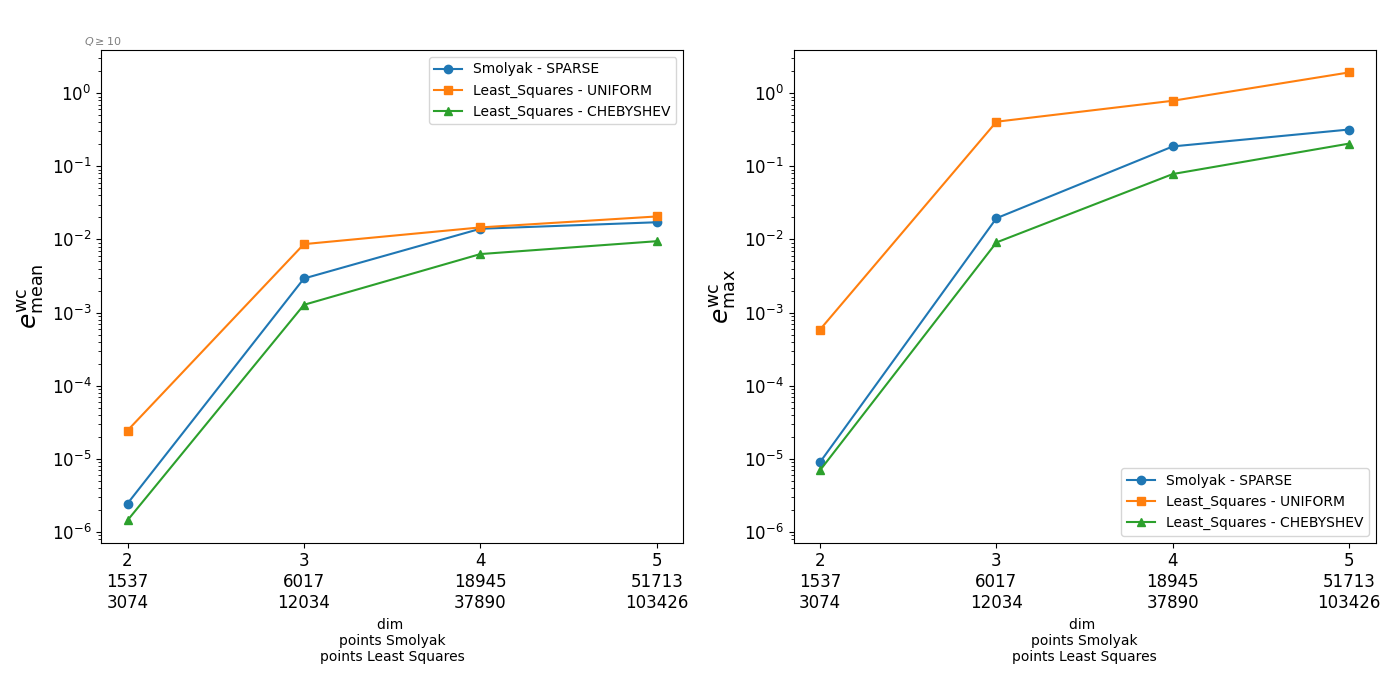 Q ≥ 10
Smolyak - SPARSE
Least_Squares - UNIFORM
Least_Squares - CHEBYSHEV
10⁰
10⁻¹
10⁻²
10⁻³
10⁻⁴
10⁻⁵
10⁻⁶
e^wc_mean
2 3 4 5
1537 6017 18945 51713
3074 12034 37890 103426
dim
points Smolyak
points Least Squares
10⁰
10⁻¹
10⁻²
10⁻³
10⁻⁴
10⁻⁵
10⁻⁶
e^wc_max
Smolyak - SPARSE
Least_Squares - UNIFORM
Least_Squares - CHEBYSHEV
2 3 4 5
1537 6017 18945 51713
3074 12034 37890 103426
dim
points Smolyak
points Least Squares